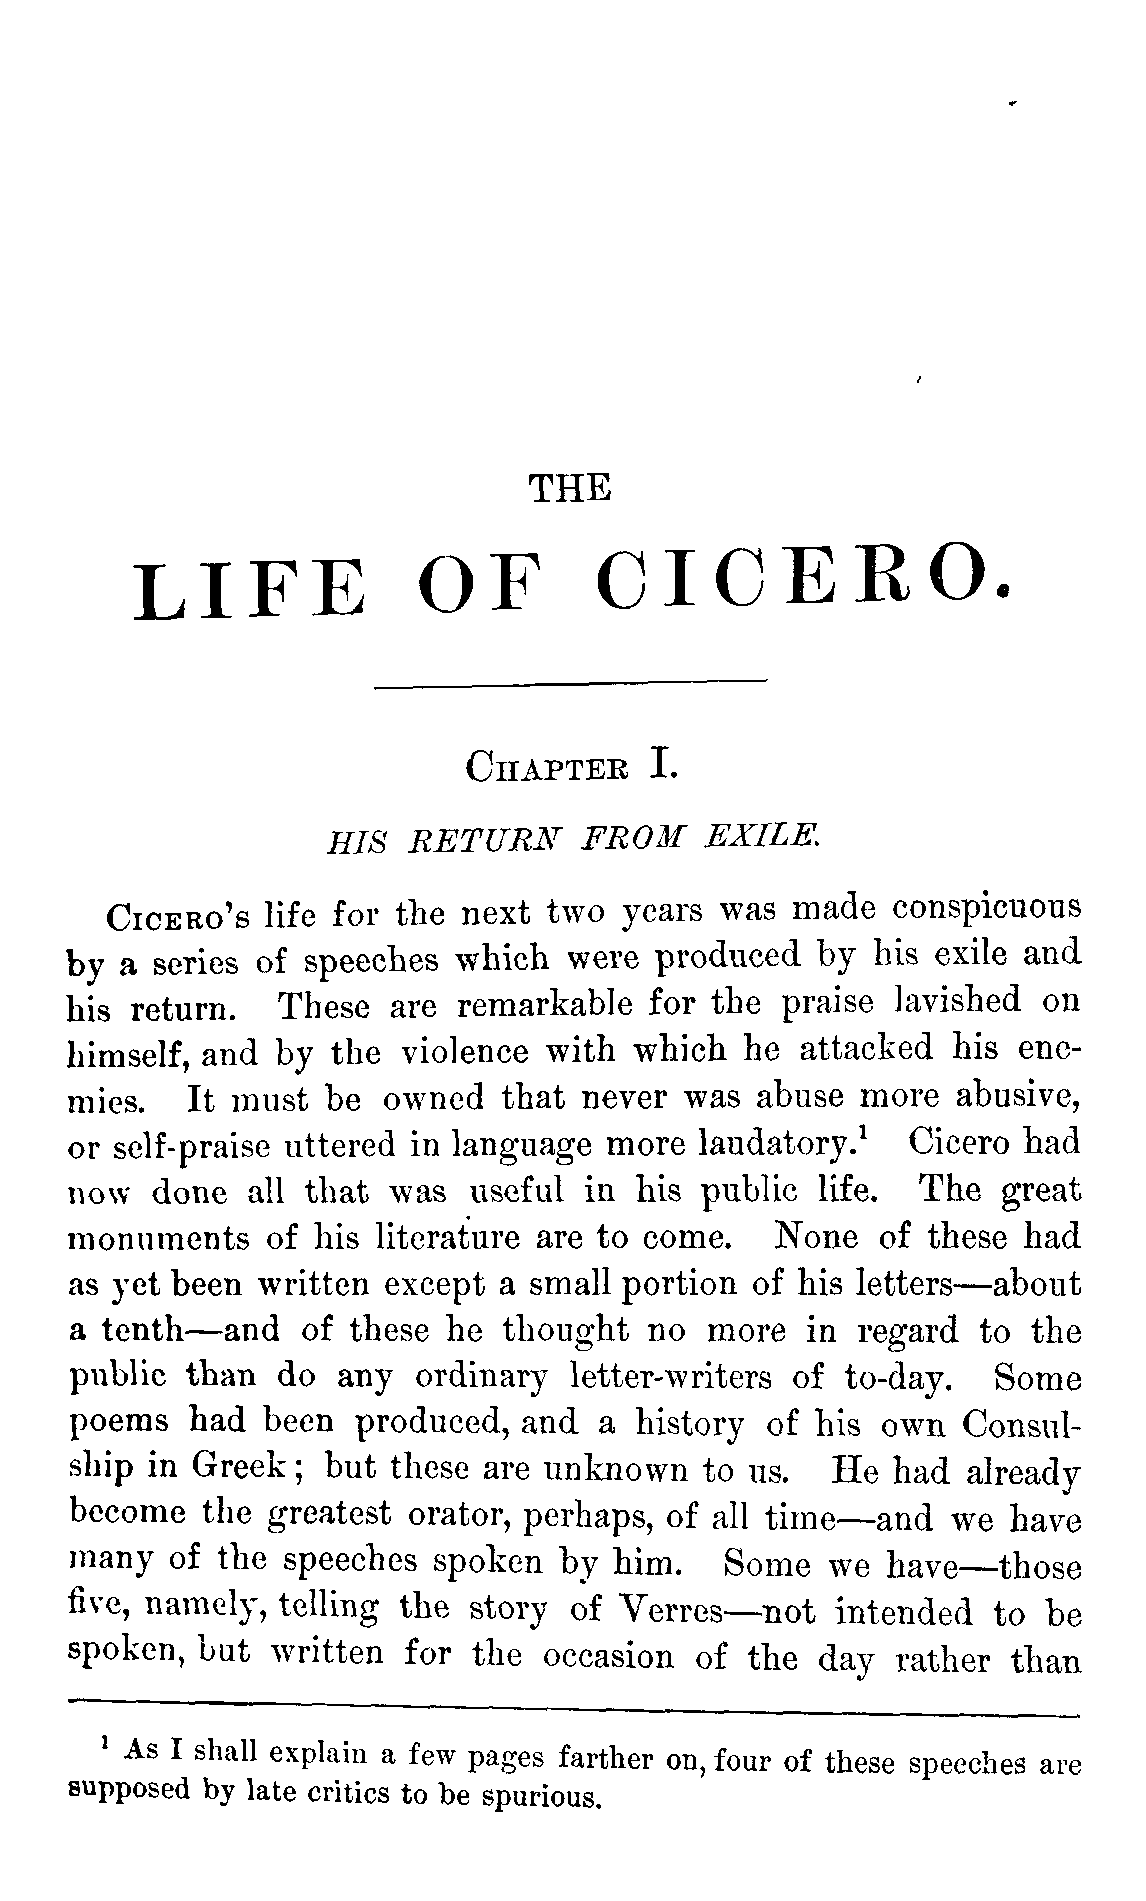 THE
LIFE OF CICERO.
CHAPTER I.
HIS RETURN FROM EXILE.
CICERO'S life for the next two years was made conspicuous
by a series of speeches which were produced by his exile and
his return. These are remarkable for the praise lavished on
himself, and by the violence with which he attacked his ene-
mies. It must be owned that never was abuse more abusive,
or self-praise uttered in language more laudatory.¹ Cicero had
now done all that was useful in his public life. The great
monuments of his literature are to come. None of these had
as yet been written except a small portion of his letters—about
a tenth—and of these he thought no more in regard to the
public than do any ordinary letter-writers of to-day. Some
poems had been produced, and a history of his own Consul-
ship in Greek; but these are unknown to us. He had already
become the greatest orator, perhaps, of all time—and we have
many of the speeches spoken by him. Some we have—those
five, namely, telling the story of Verres—not intended to be
spoken, but written for the occasion of the day rather than
¹ As I shall explain a few pages farther on, four of these speeches are
supposed by late critics to be spurious.